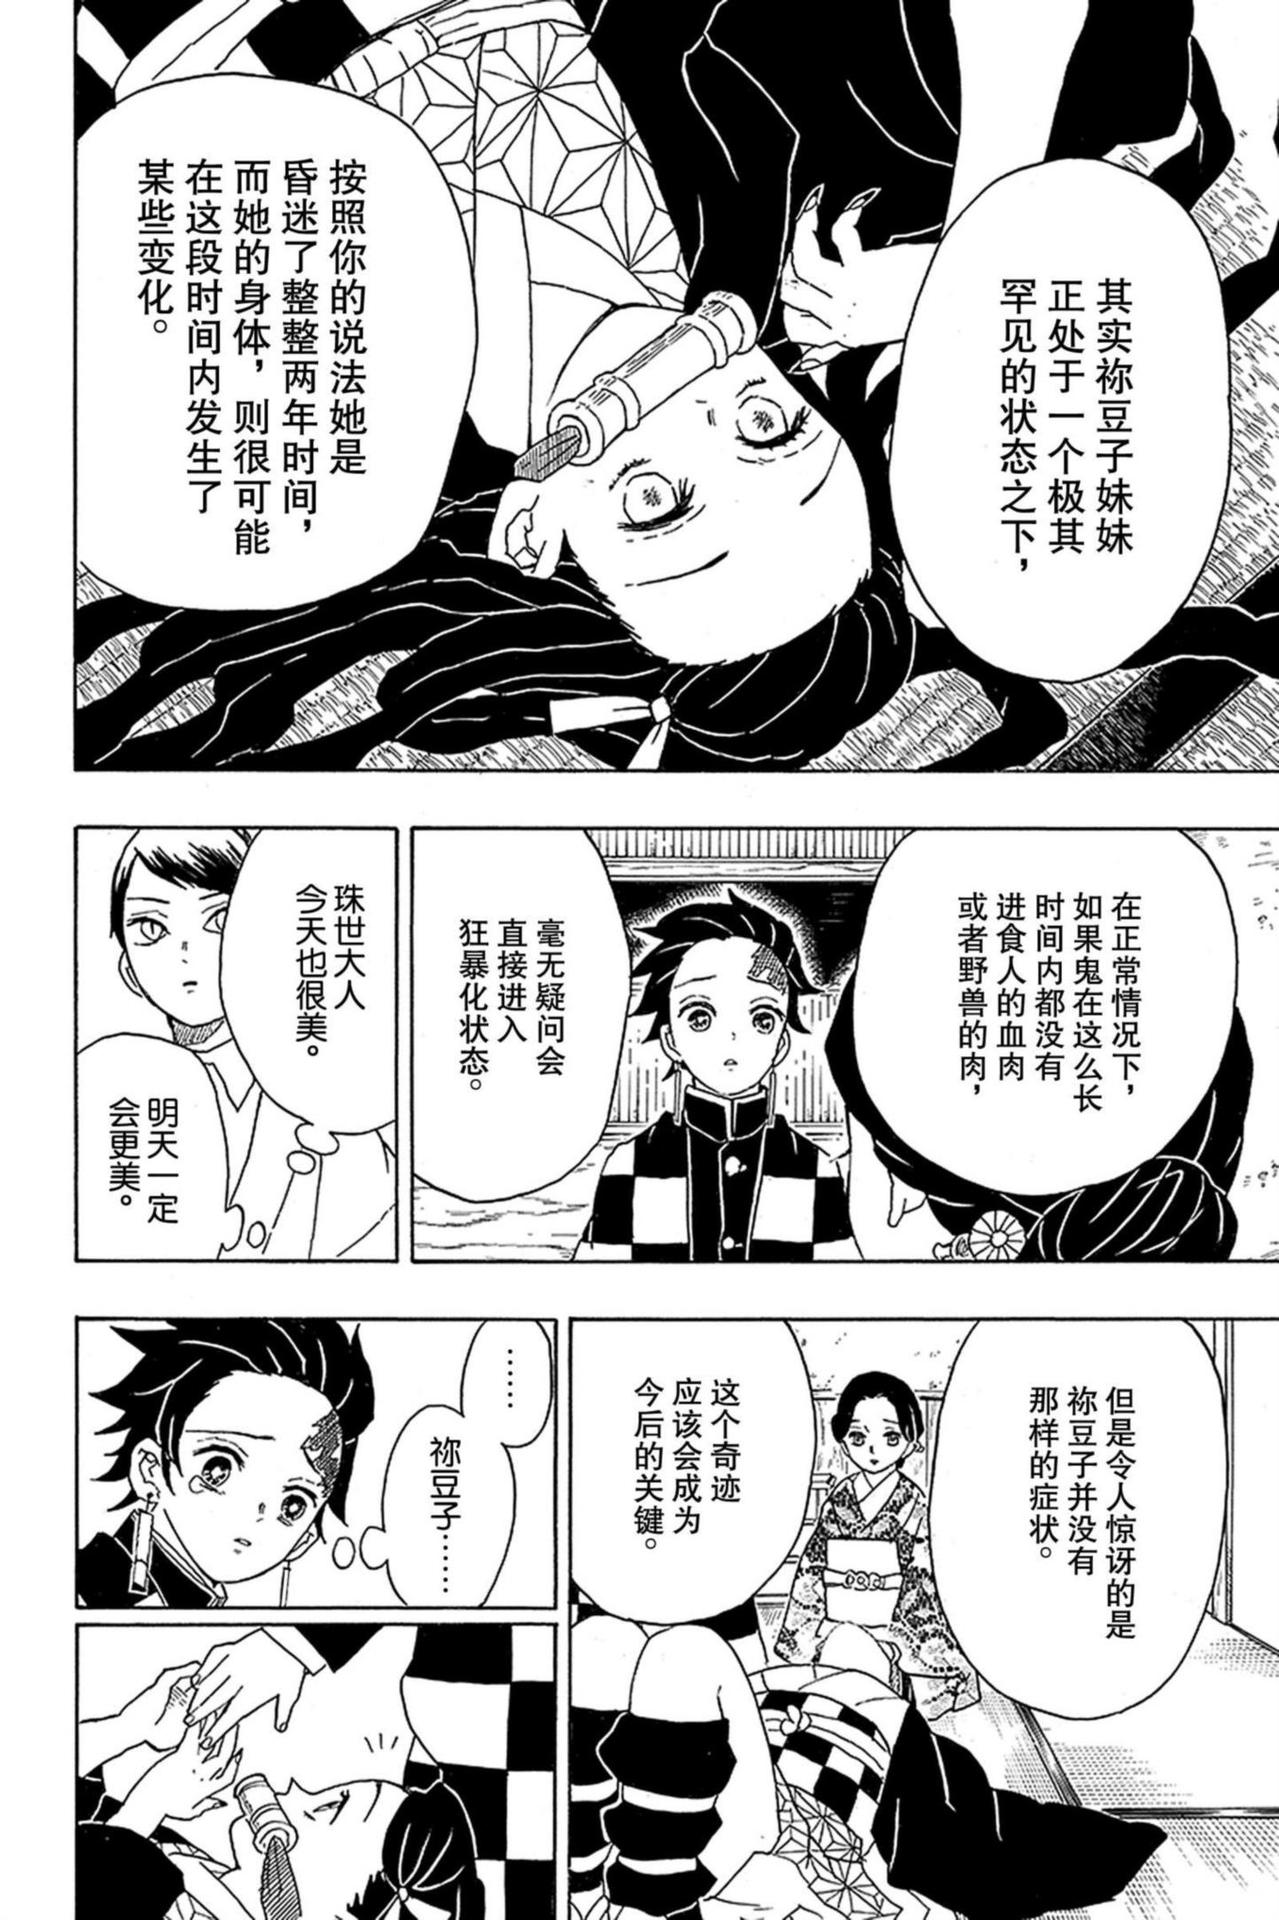 其实祢豆子妹妹
正处于一个极其
罕见的状态之下，
按照你的说法她是
昏迷了整整两年时间，
而她的身体，则很可能
在这段时间内发生了
某些变化。
在正常情况下，
如果鬼在这么长
时间内都没有
进食人的血肉
或者野兽的肉，
毫无疑问会
直接进入
狂暴化状态。
珠世大人
今天也很美。
明天一定
会更美。
但是令人惊讶的是
祢豆子并没有
那样的症状。
这个奇迹
应该会成为
今后的关键。
……
祢豆子……